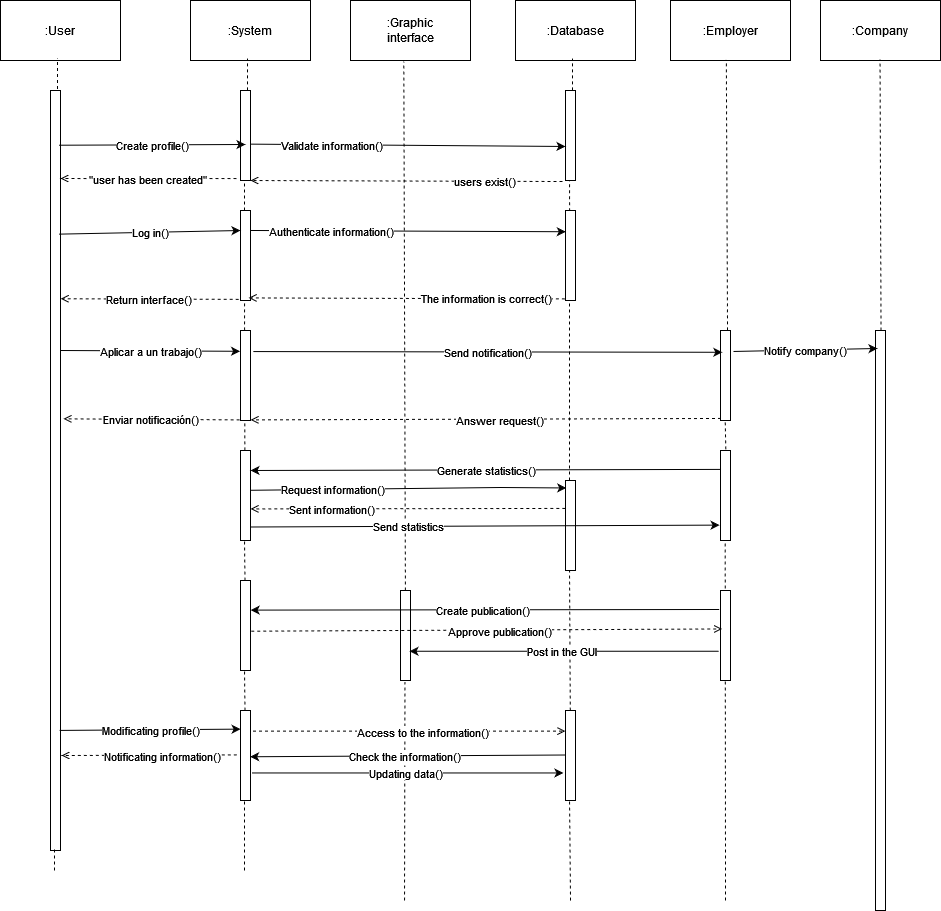 :User
:System
:Graphic
interface
:Database
:Employer
:Company
Create profile()
Validate information()
"user has been created"
users exist()
Log in()
Authenticate information()
Return interface()
The information is correct()
Aplicar a un trabajo()
Send notification()
Notify company()
Enviar notificación()
Answer request()
Generate statistics()
Request information()
Sent information()
Send statistics
Create publication()
Approve publication()
Post in the GUI
Modificating profile()
Access to the information()
Notificating information()
Check the information()
Updating data()